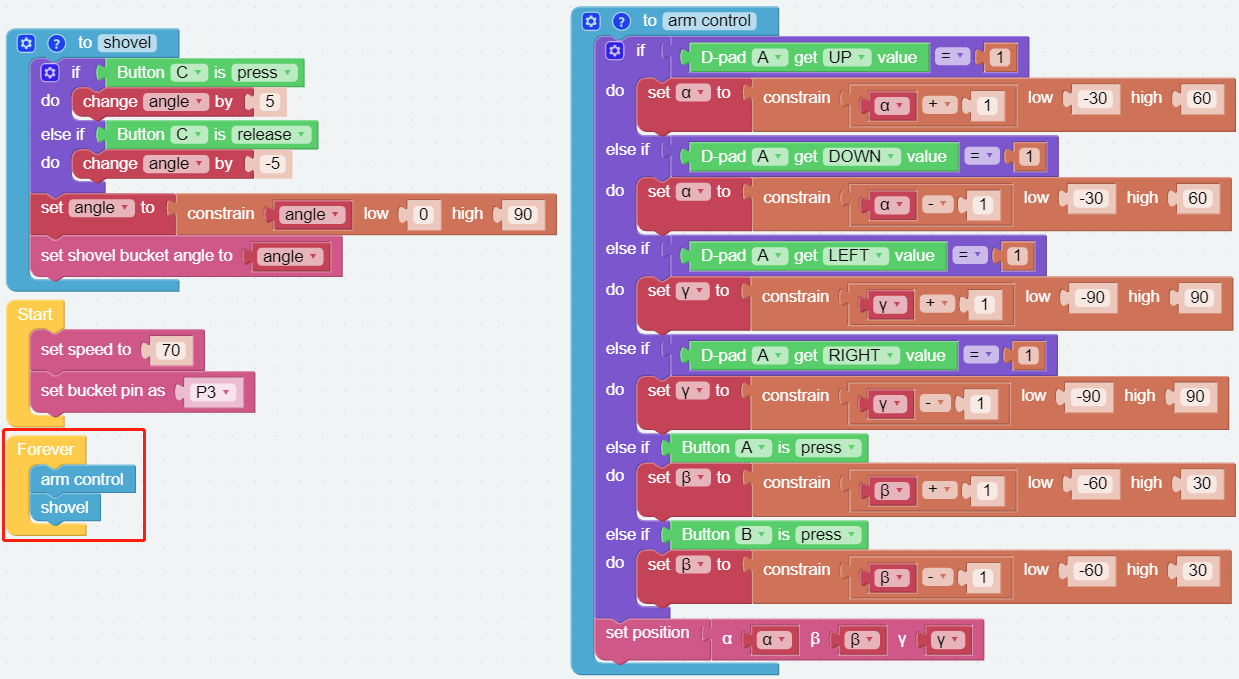 to shovel
if Button C is press
do change angle by 5
else if Button C is release
do change angle by -5
set angle to constrain angle low 0 high 90
set shovel bucket angle to angle
Start
set speed to 70
set bucket pin as P3
Forever
arm control
shovel
to arm control
if D-pad A get UP value = 1
do set α to constrain α + 1 low -30 high 60
else if D-pad A get DOWN value = 1
do set α to constrain α - 1 low -30 high 60
else if D-pad A get LEFT value = 1
do set γ to constrain γ + 1 low -90 high 90
else if D-pad A get RIGHT value = 1
do set γ to constrain γ - 1 low -90 high 90
else if Button A is press
do set β to constrain β + 1 low -60 high 30
else if Button B is press
do set β to constrain β - 1 low -60 high 30
set position α α β β γ γ